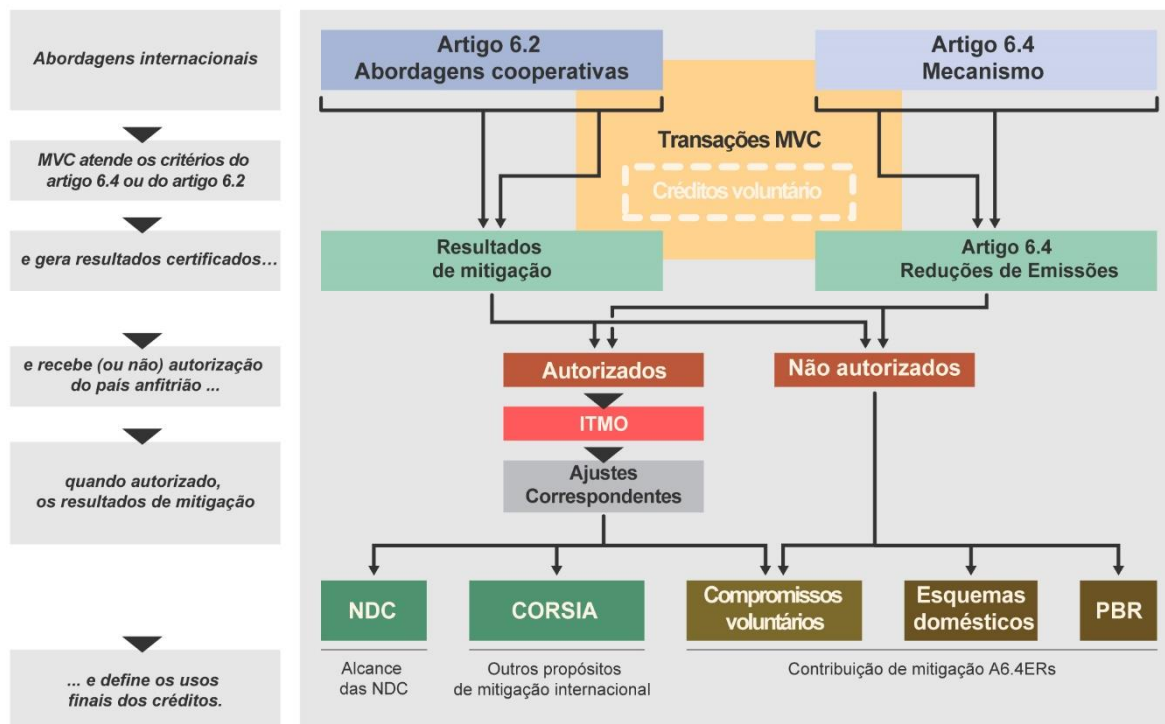 Abordagens internacionais
MVC atende os critérios do
artigo 6.4 ou do artigo 6.2
e gera resultados certificados…
e recebe (ou não) autorização
do país anfitrião ...
quando autorizado,
os resultados de mitigação
... e define os usos
finais dos créditos.
Artigo 6.2
Abordagens cooperativas
Artigo 6.4
Mecanismo
Transações MVC
Créditos voluntário
Resultados
de mitigação
Artigo 6.4
Reduções de Emissões
Autorizados
Não autorizados
ITMO
Ajustes
Correspondentes
NDC
CORSIA
Compromissos
voluntários
Esquemas
domésticos
PBR
Alcance
das NDC
Outros propósitos
de mitigação internacional
Contribuição de mitigação A6.4ERs